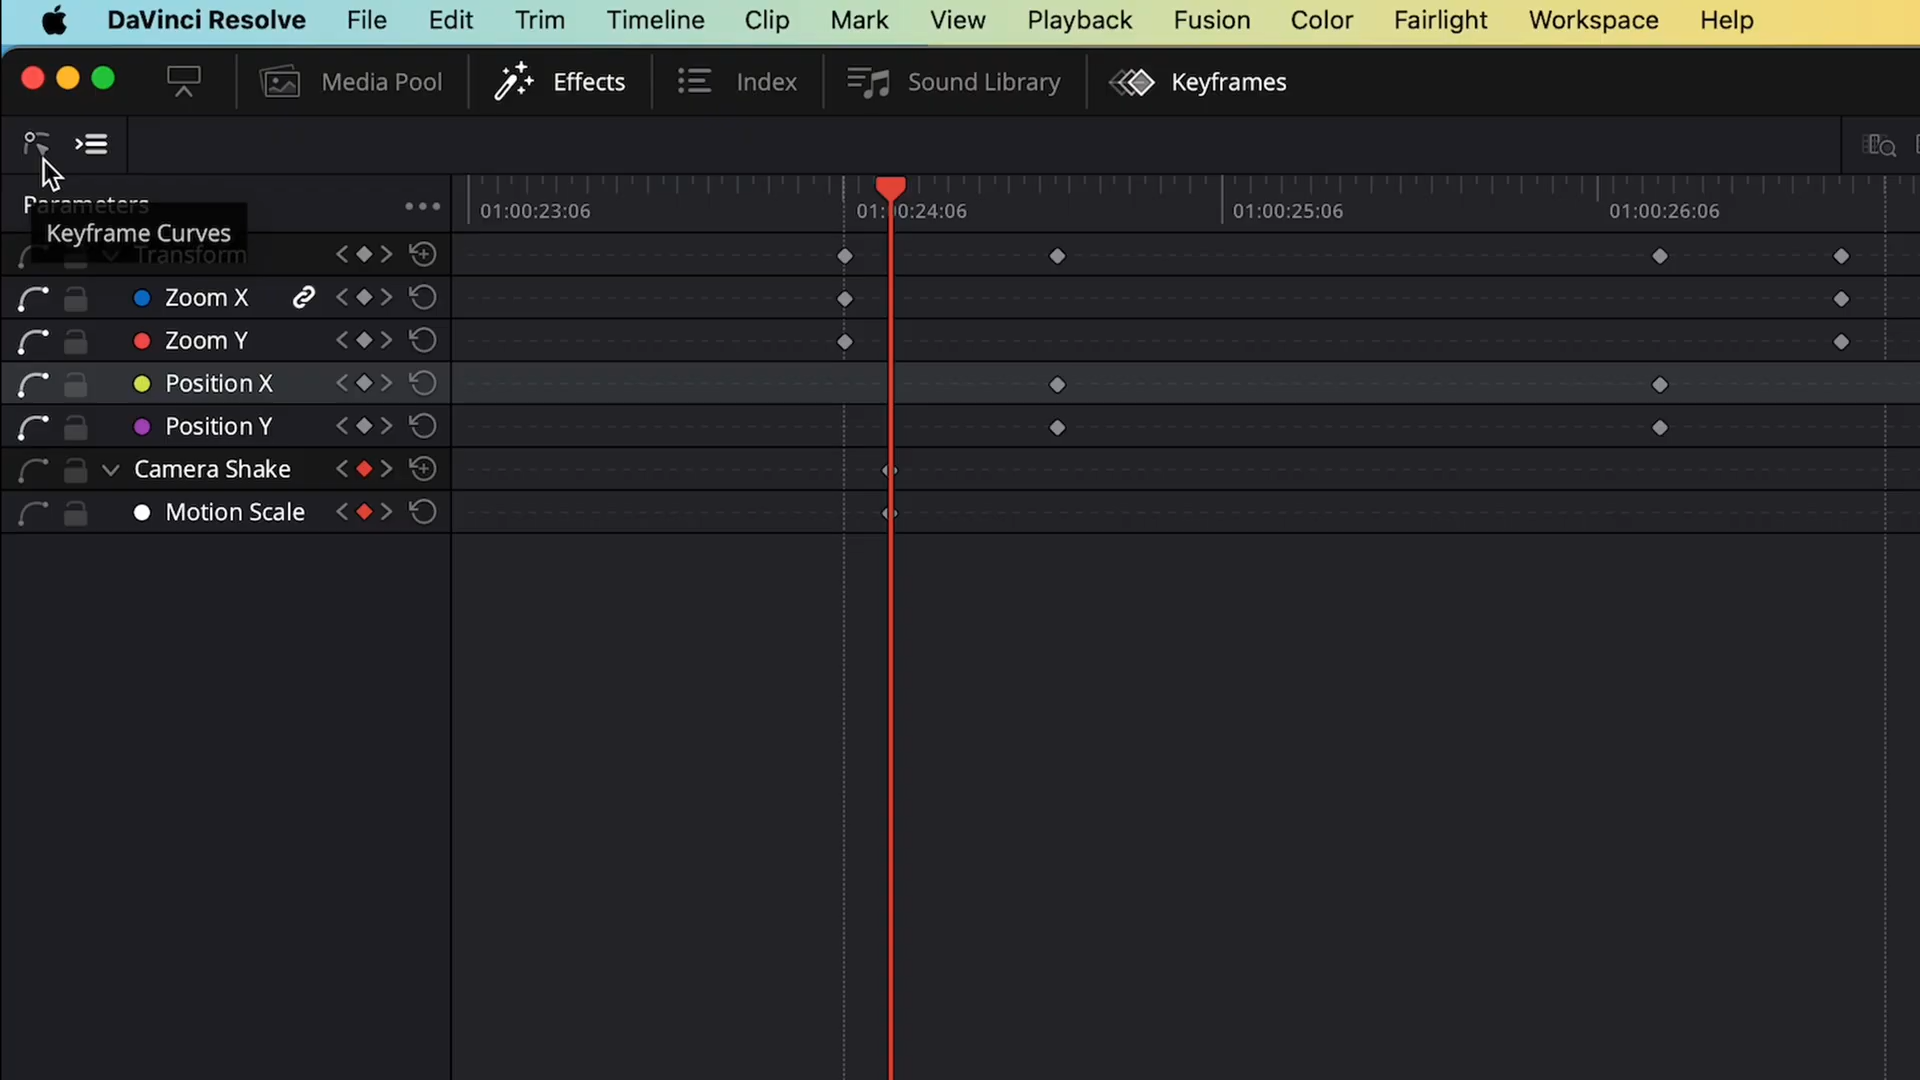 DaVinci Resolve File Edit Trim Timeline Clip Mark View Playback Fusion Color Fairlight Workspace Help
Media Pool Effects Index Sound Library Keyframes
Parameters
01:00:23:06 01:00:24:06 01:00:25:06 01:00:26:06
Keyframe Curves
Transform
Zoom X
Zoom Y
Position X
Position Y
Camera Shake
Motion Scale